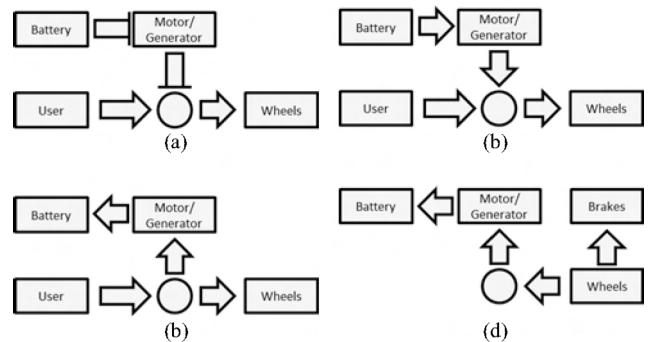 Battery
Motor/
Generator
User
Wheels
(a)
Battery
Motor/
Generator
User
Wheels
(b)
Battery
Motor/
Generator
User
Wheels
(b)
Battery
Motor/
Generator
Brakes
Wheels
(d)